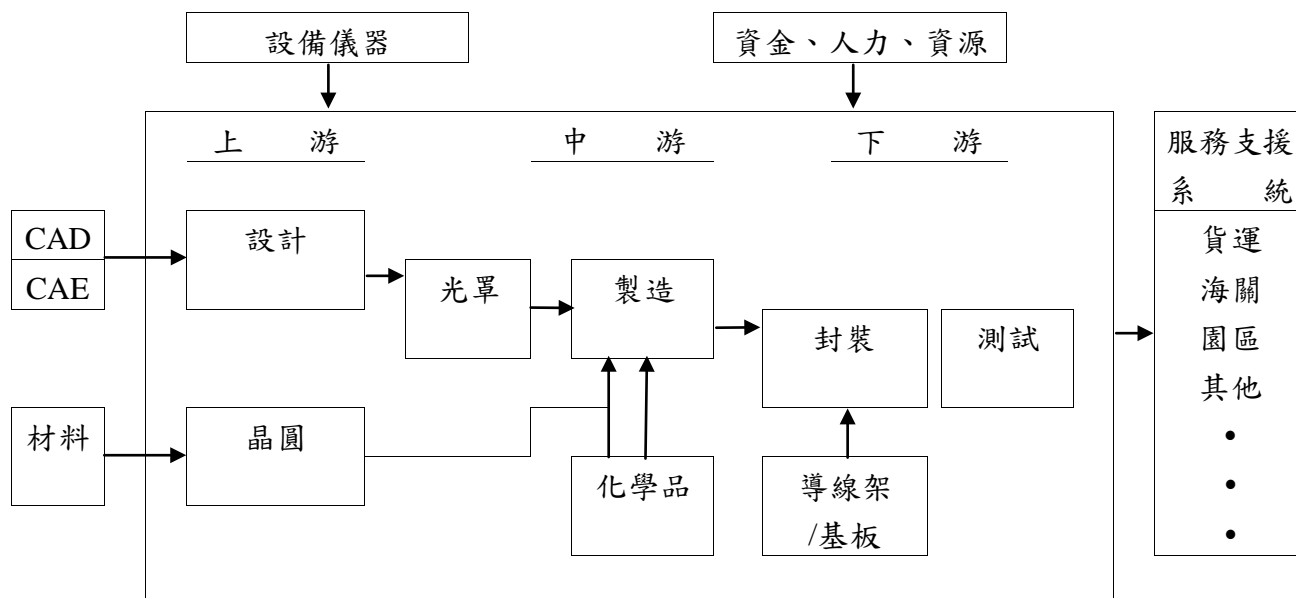 設備儀器
資金、人力、資源
上游
中游
下游
服務支援
系統
CAD
CAE
設計
光罩
製造
封裝
測試
貨運
海關
園區
其他
•
•
•
材料
晶圓
化學品
導線架
/基板